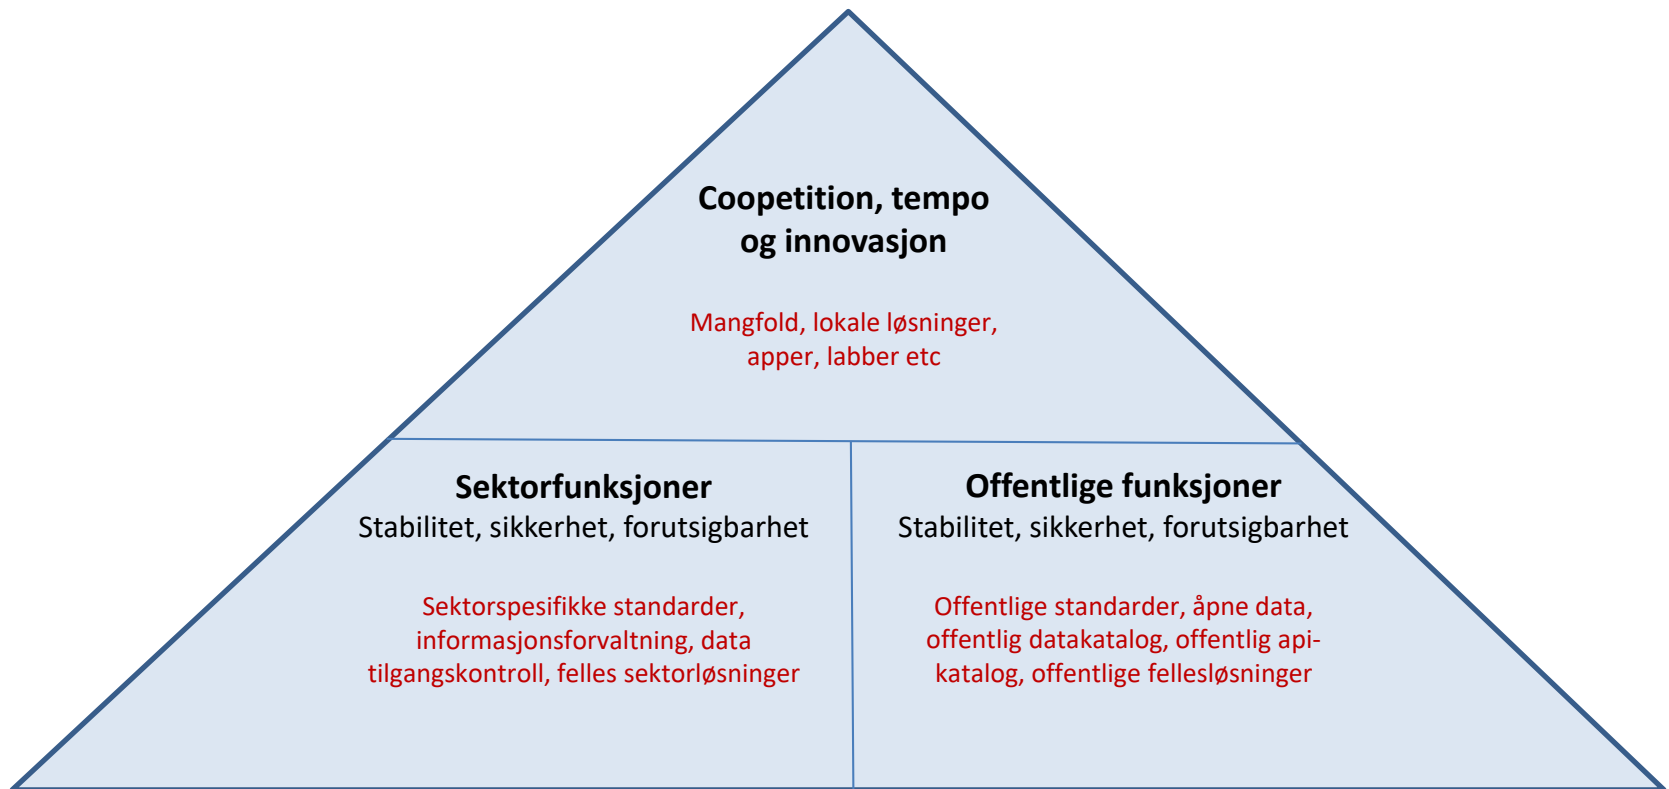 Coopetition, tempo
og innovasjon
Mangfold, lokale løsninger,
apper, labber etc
Sektorfunksjoner
Stabilitet, sikkerhet, forutsigbarhet
Sektorspesifikke standarder,
informasjonsforvaltning, data
tilgangskontroll, felles sektorløsninger
Offentlige funksjoner
Stabilitet, sikkerhet, forutsigbarhet
Offentlige standarder, åpne data,
offentlig datakatalog, offentlig api-
katalog, offentlige fellesløsninger